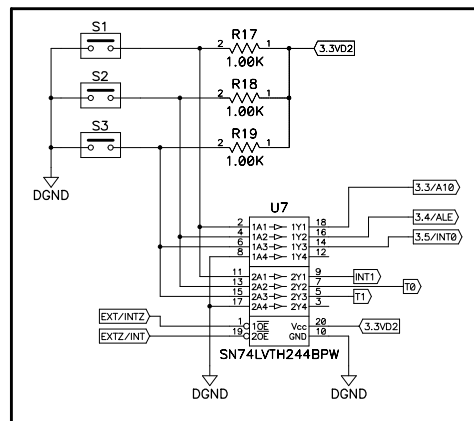 S1
R17
2 1
3.3VD2
1.00K
S2
R18
2 1
1.00K
S3
R19
2 1
1.00K
DGND
U7
2 1A1 1Y1 18 3.3/A10
4 1A2 1Y2 16 3.4/ALE
6 1A3 1Y3 14 3.5/INT0
8 1A4 1Y4 12
11 2A1 2Y1 9 INT1
13 2A2 2Y2 7 T0
15 2A3 2Y3 5 T1
17 2A4 2Y4 3
EXT/INTZ 1 1OE Vcc 20 3.3VD2
EXTZ/INT 19 2OE GND 10
SN74LVTH244BPW
DGND DGND